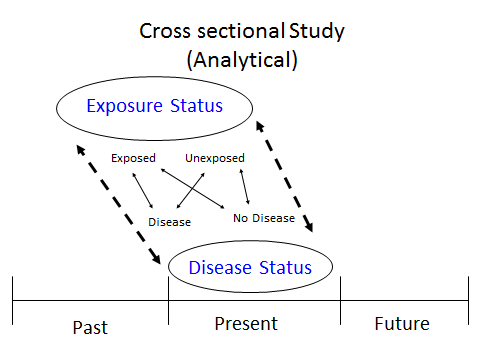 Cross sectional Study
(Analytical)
Exposure Status
Exposed Unexposed
Disease No Disease
Disease Status
Past Present Future